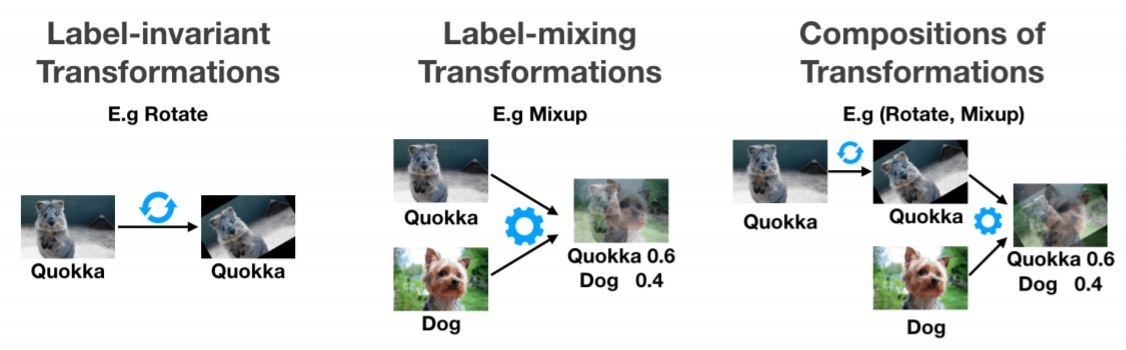 Label-invariant
Transformations
E.g Rotate
Quokka
Quokka
Label-mixing
Transformations
E.g Mixup
Quokka
Dog
Quokka 0.6
Dog 0.4
Compositions of
Transformations
E.g (Rotate, Mixup)
Quokka
Quokka
Dog
Quokka 0.6
Dog 0.4